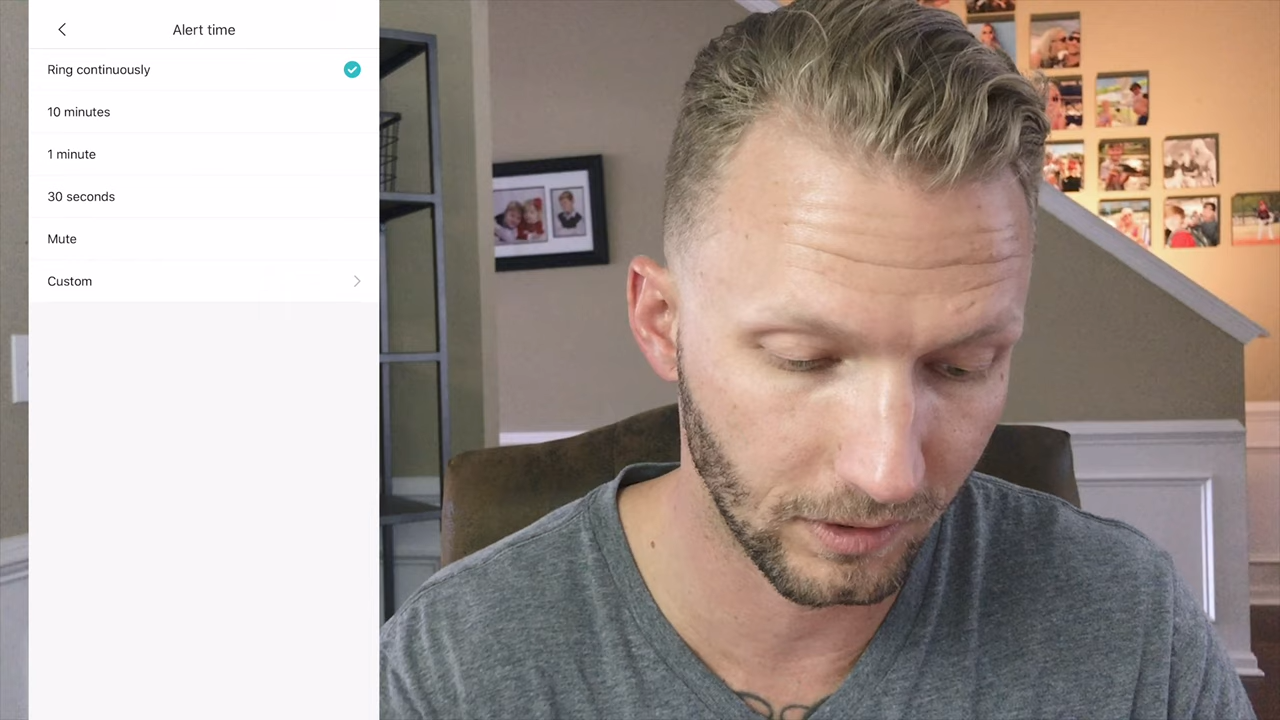 Alert time
Ring continuously
10 minutes
1 minute
30 seconds
Mute
Custom